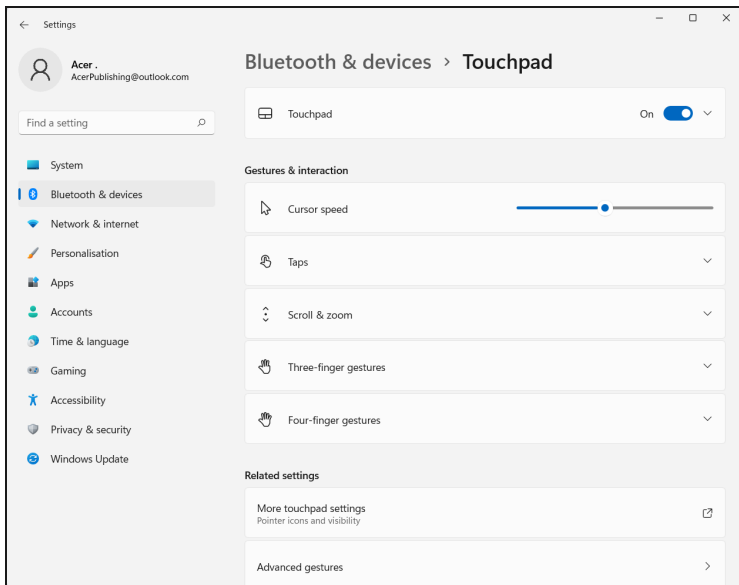 Settings
Acer .
AcerPublishing@outlook.com
Find a setting
System
Bluetooth & devices
Network & internet
Personalisation
Apps
Accounts
Time & language
Gaming
Accessibility
Privacy & security
Windows Update
Bluetooth & devices › Touchpad
Touchpad
On
Gestures & interaction
Cursor speed
Taps
Scroll & zoom
Three-finger gestures
Four-finger gestures
Related settings
More touchpad settings
Pointer icons and visibility
Advanced gestures